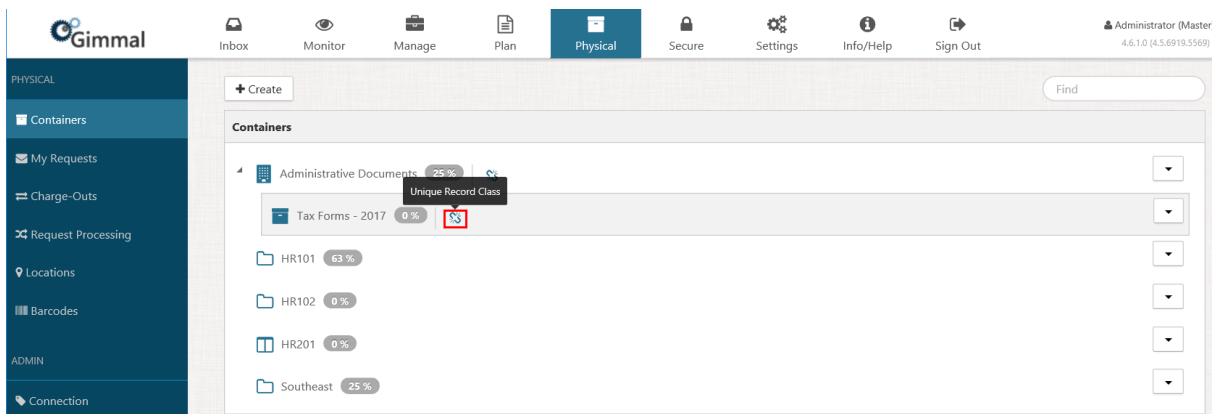 Gimmal
Inbox
Monitor
Manage
Plan
Physical
Secure
Settings
Info/Help
Sign Out
Administrator (Master
4.6.1.0 (4.5.6919.5569)
PHYSICAL
Containers
My Requests
Charge-Outs
Request Processing
Locations
Barcodes
ADMIN
Connection
+ Create
Find
Containers
Administrative Documents 25 %
Unique Record Class
Tax Forms - 2017 0 %
HR101 63 %
HR102 0 %
HR201 0 %
Southeast 25 %